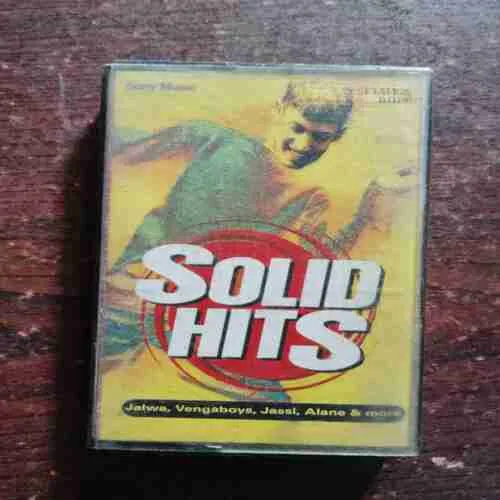 Sony Music
SOLID
HITS
Jalwa, Vengaboys, Jassi, Alane & more